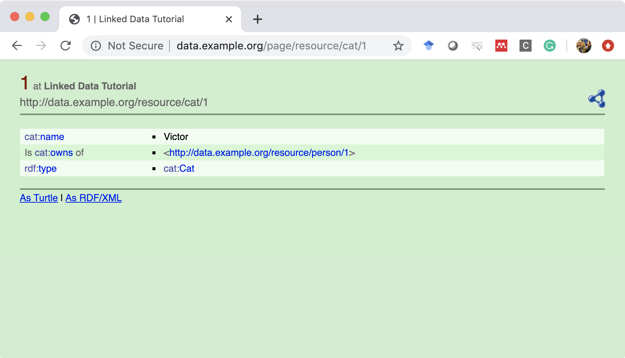 1 | Linked Data Tutorial
Not Secure | data.example.org/page/resource/cat/1
1 at Linked Data Tutorial
http://data.example.org/resource/cat/1
cat:name ▪ Victor
Is cat:owns of ▪ <http://data.example.org/resource/person/1>
rdf:type ▪ cat:Cat
As Turtle | As RDF/XML